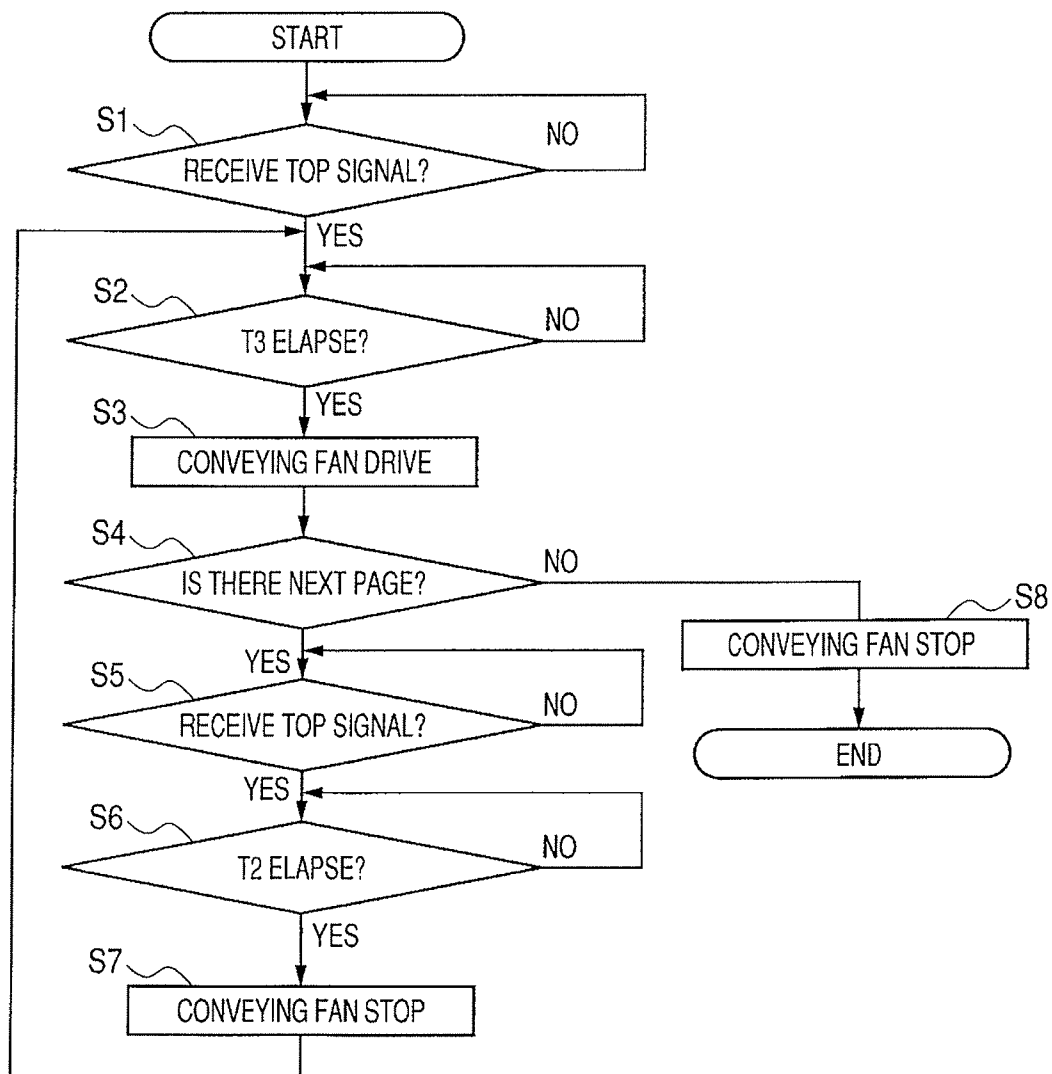 START
S1
RECEIVE TOP SIGNAL?
NO
YES
S2
T3 ELAPSE?
NO
YES
S3
CONVEYING FAN DRIVE
S4
IS THERE NEXT PAGE?
NO
YES
S8
CONVEYING FAN STOP
END
S5
RECEIVE TOP SIGNAL?
NO
YES
S6
T2 ELAPSE?
NO
YES
S7
CONVEYING FAN STOP